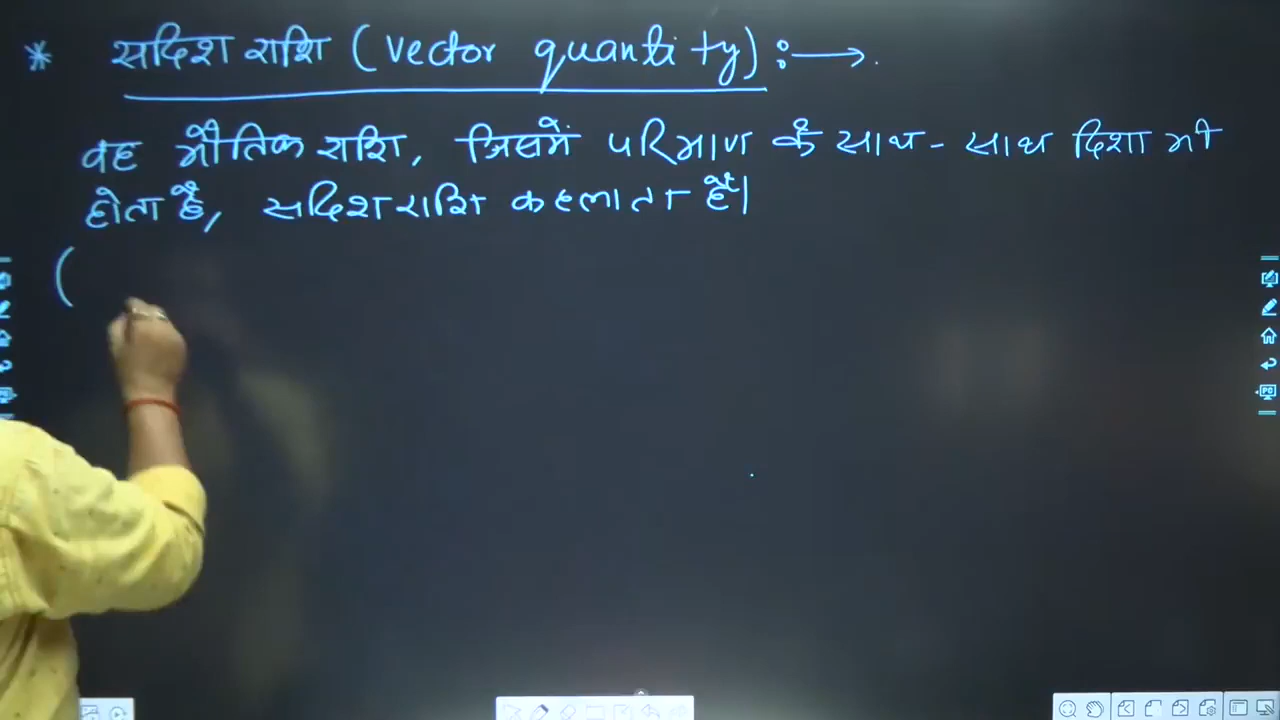 * सदिश राशि (vector quantity) :→
वह भौतिक राशि, जिसमें परिमाण के साथ - साथ दिशा भी
होता है, सदिश राशि कहलाता है।
(